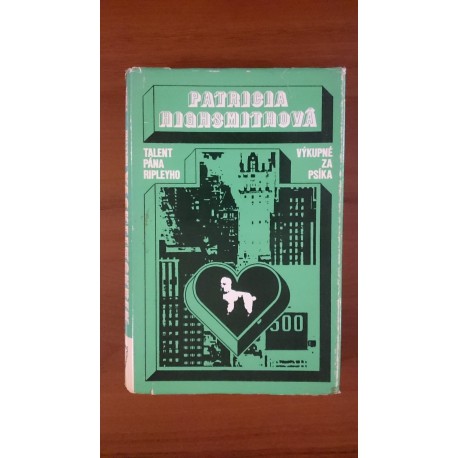 PATRICIA
HIGHSMITHOVÁ
TALENT
PÁNA
RIPLEYHO
VÝKUPNÉ
ZA
PSÍKA
500